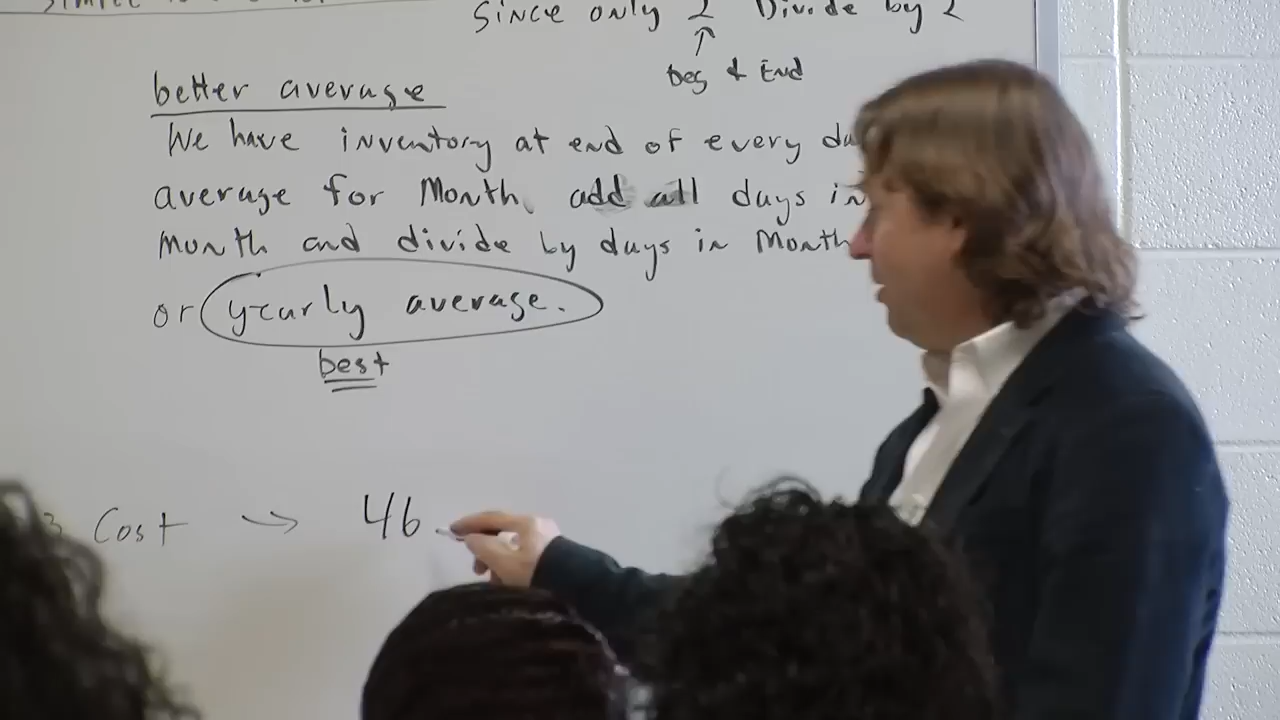 Since only 2 Divide by 2
↑
beg & End
better average
We have inventory at end of every
average for Month. add all days in
Month and divide by days in Month
or yearly average.
best
3 Cost → 46